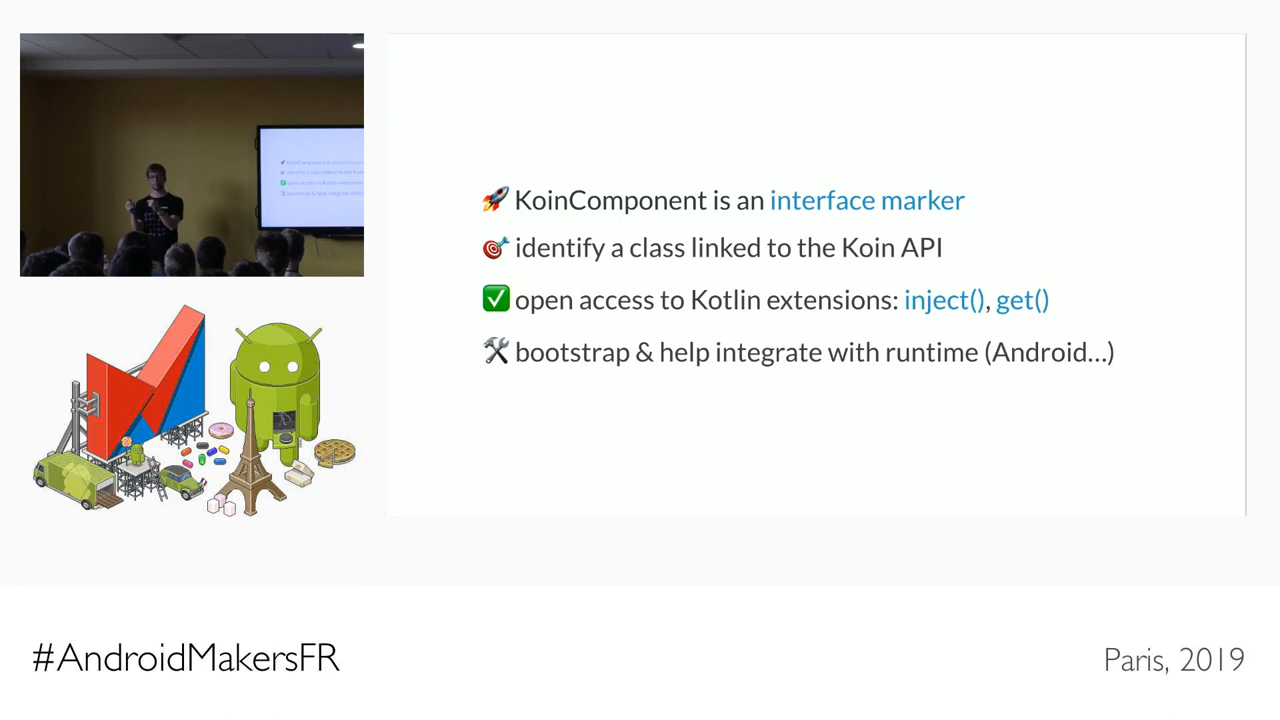 KoinComponent is an interface marker
identify a class linked to the Koin API
open access to Kotlin extensions: inject(), get()
bootstrap & help integrate with runtime (Android...)
#AndroidMakersFR
Paris, 2019